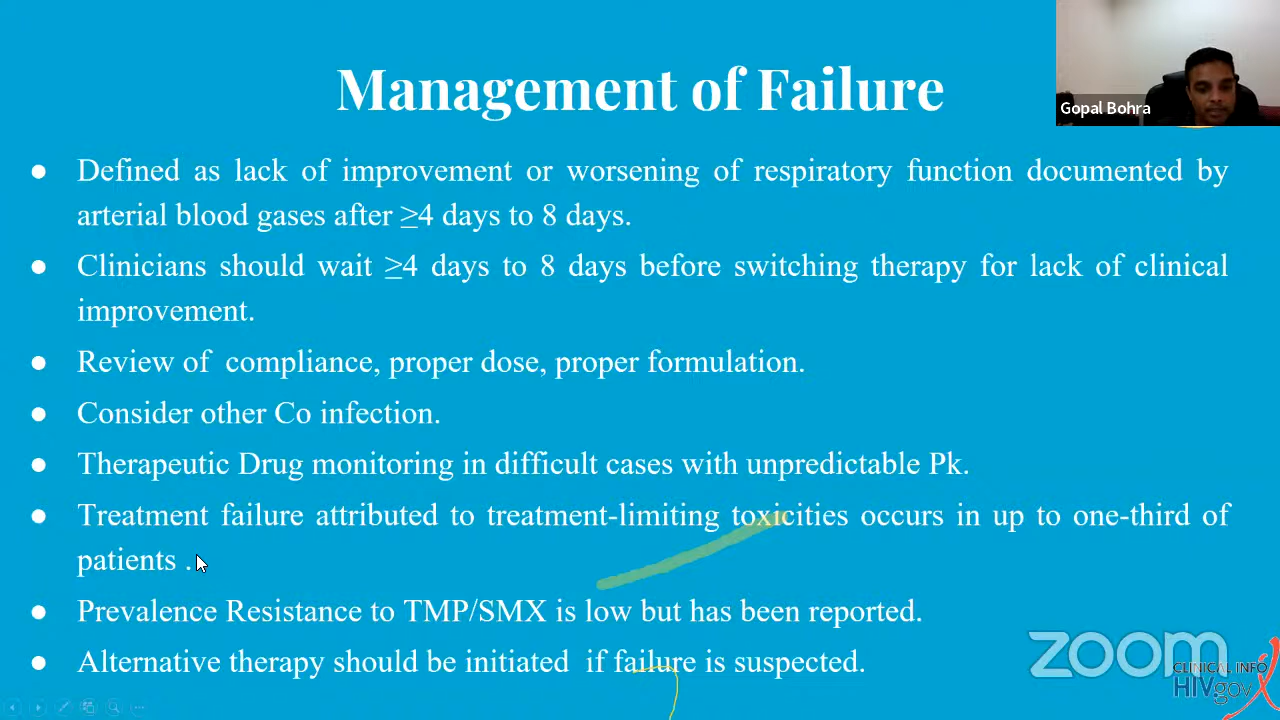 Management of Failure
Gopal Bohra
● Defined as lack of improvement or worsening of respiratory function documented by
arterial blood gases after ≥4 days to 8 days.
● Clinicians should wait ≥4 days to 8 days before switching therapy for lack of clinical
improvement.
● Review of compliance, proper dose, proper formulation.
● Consider other Co infection.
● Therapeutic Drug monitoring in difficult cases with unpredictable Pk.
● Treatment failure attributed to treatment-limiting toxicities occurs in up to one-third of
patients .
● Prevalence Resistance to TMP/SMX is low but has been reported.
● Alternative therapy should be initiated if failure is suspected.
zoom
CLINICAL INFO
HIVgov